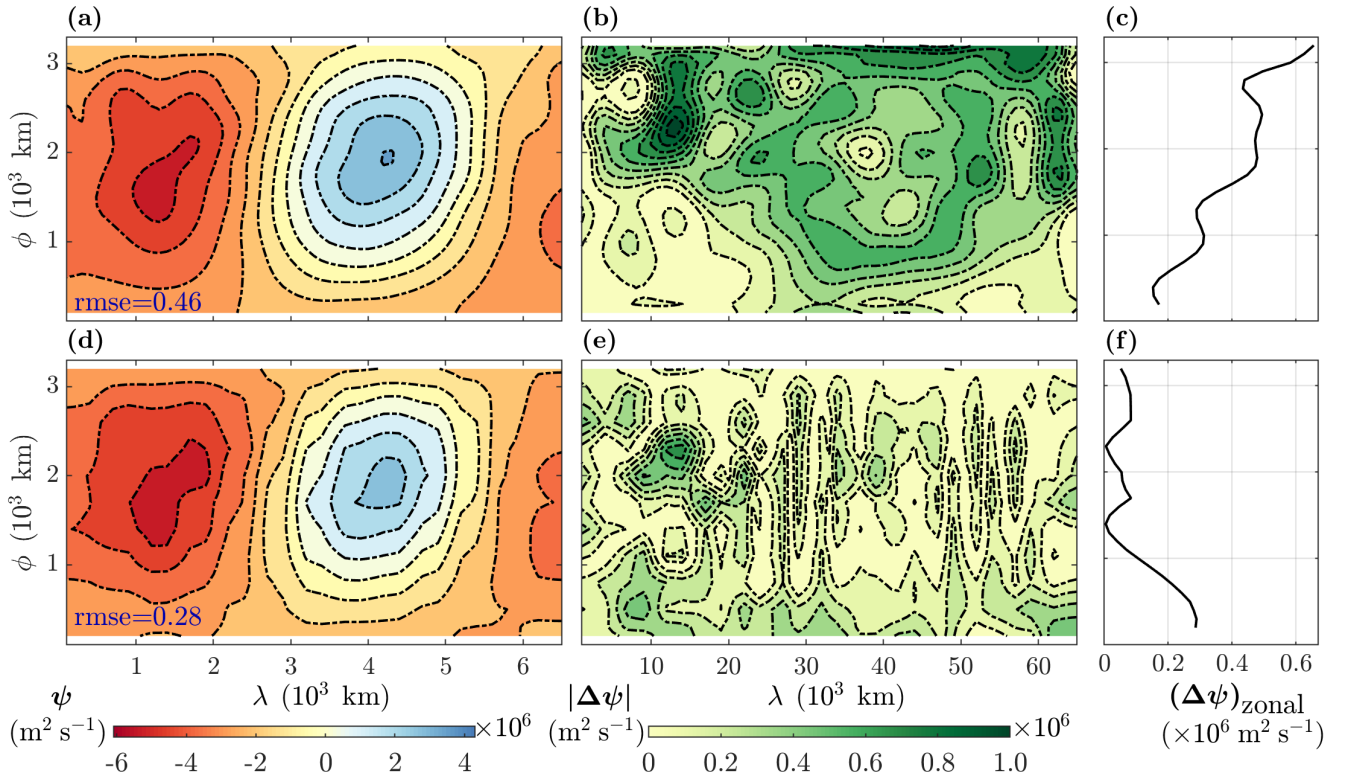 (a) (b) (c)
3
2
1
ϕ (10³ km)
rmse=0.46
(d) (e) (f)
3
2
1
ϕ (10³ km)
rmse=0.28
1 2 3 4 5 6 10 20 30 40 50 60 0 0.2 0.4 0.6
ψ λ (10³ km) |Δψ| λ (10³ km) (Δψ)zonal
(m² s⁻¹) ×10⁶ (m² s⁻¹) ×10⁶ (×10⁶ m² s⁻¹)
-6 -4 -2 0 2 4 0 0.2 0.4 0.6 0.8 1.0